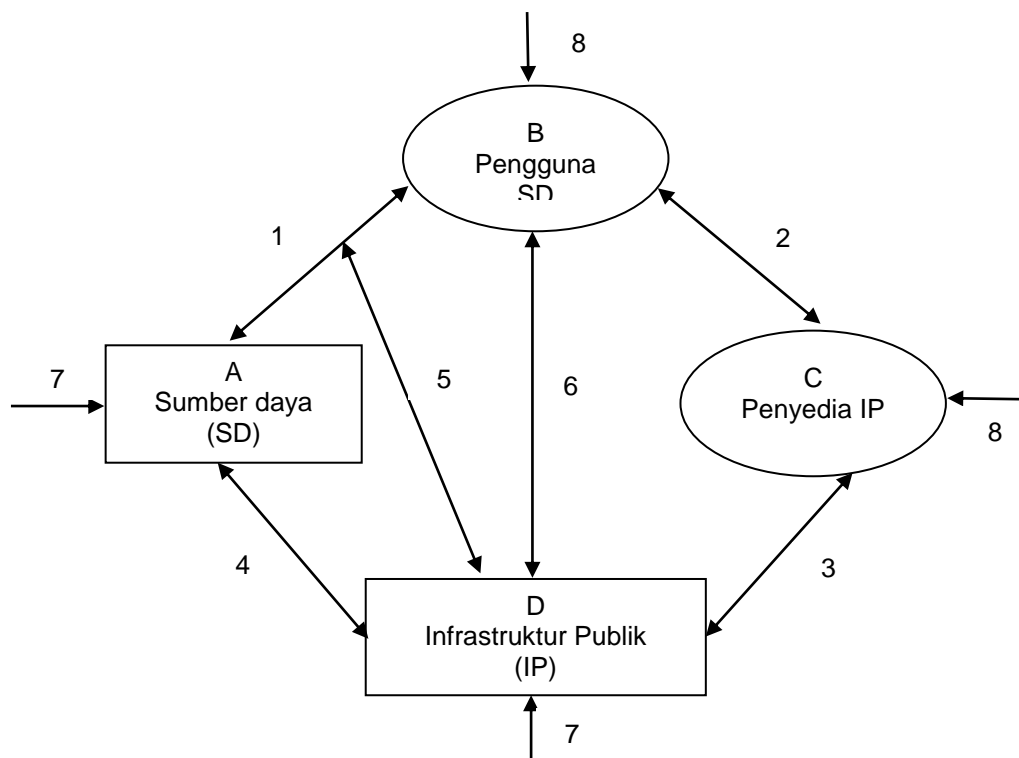 8
B
Pengguna
SD
1
2
A
Sumber daya
(SD)
7
5
6
C
Penyedia IP
8
4
3
D
Infrastruktur Publik
(IP)
7